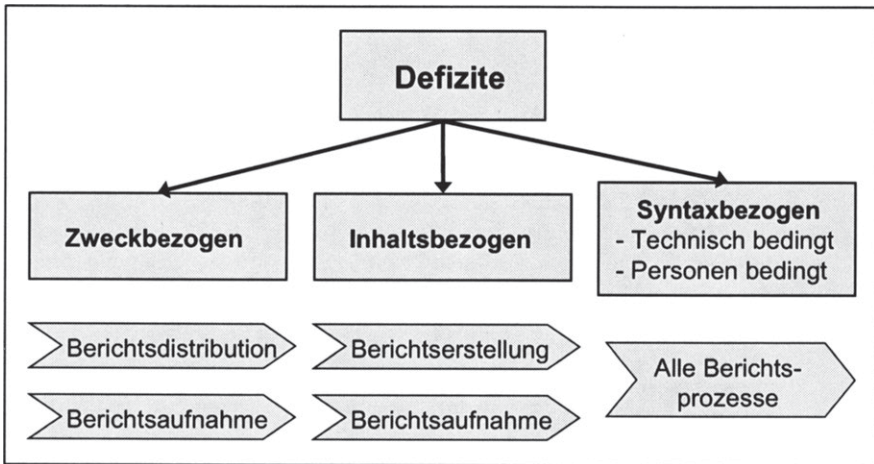 Defizite
Zweckbezogen
Inhaltsbezogen
Syntaxbezogen
- Technisch bedingt
- Personen bedingt
Berichtsdistribution
Berichtserstellung
Alle Berichts-
prozesse
Berichtsaufnahme
Berichtsaufnahme